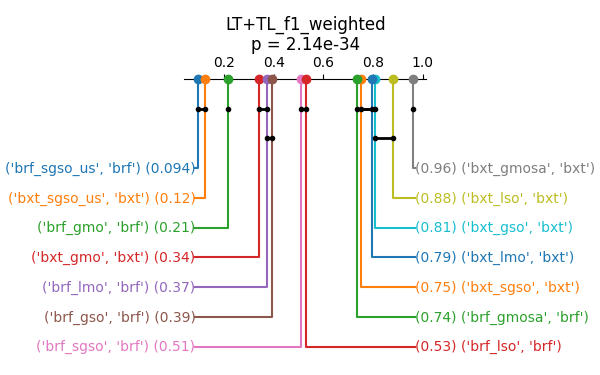 LT+TL_f1_weighted
p = 2.14e-34
0.2 0.4 0.6 0.8 1.0
('brf_sgso_us', 'brf') (0.094) (0.96) ('bxt_gmosa', 'bxt')
('bxt_sgso_us', 'bxt') (0.12) (0.88) ('bxt_lso', 'bxt')
('brf_gmo', 'brf') (0.21) (0.81) ('bxt_gso', 'bxt')
('bxt_gmo', 'bxt') (0.34) (0.79) ('bxt_lmo', 'bxt')
('brf_lmo', 'brf') (0.37) (0.75) ('bxt_sgso', 'bxt')
('brf_gso', 'brf') (0.39) (0.74) ('brf_gmosa', 'brf')
('brf_sgso', 'brf') (0.51) (0.53) ('brf_lso', 'brf')